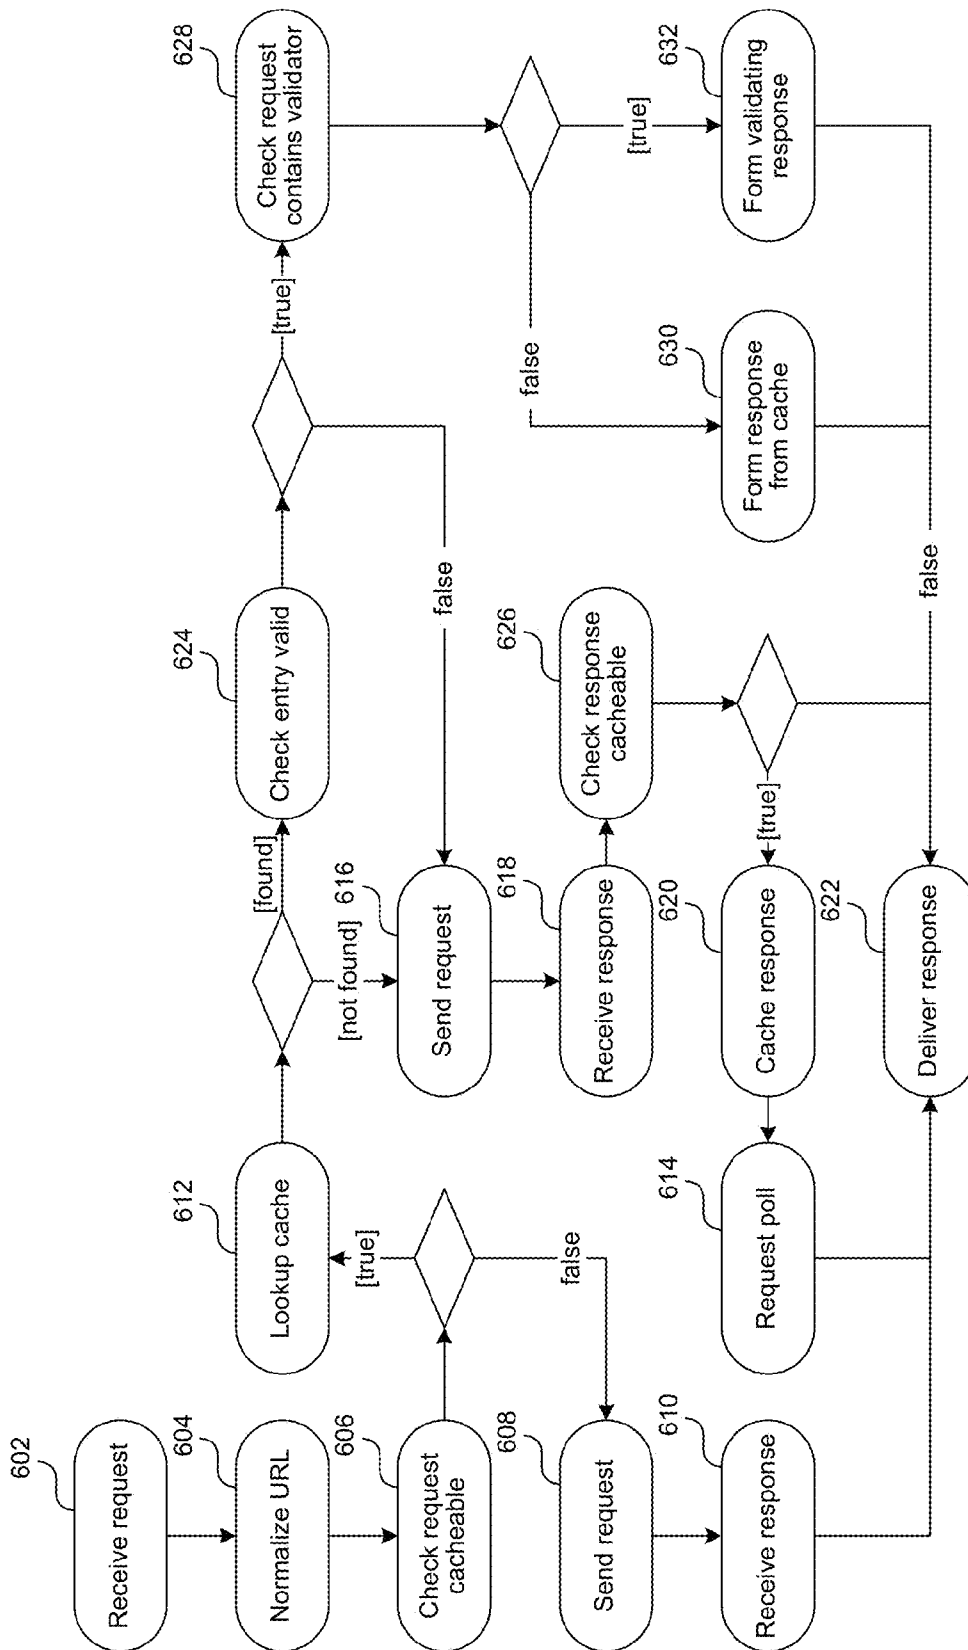 602
Receive request
604
Normalize URL
606
Check request
cacheable
608
Send request
610
Receive response
612
Lookup cache
[true]
false
614
Request poll
[found]
[not found]
616
Send request
618
Receive response
620
Cache response
622
Deliver response
624
Check entry valid
[true]
false
626
Check response
cacheable
[true]
false
628
Check request
contains validator
[true]
false
630
Form response
from cache
632
Form validating
response